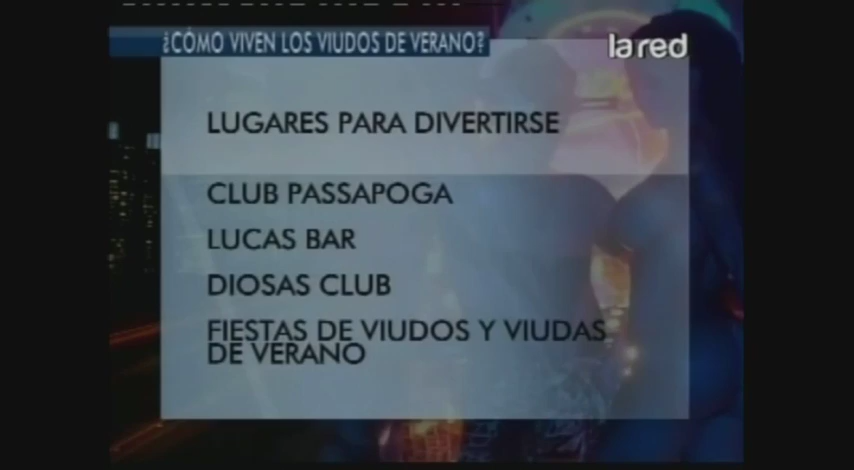 ¿CÓMO VIVEN LOS VIUDOS DE VERANO?
la red
LUGARES PARA DIVERTIRSE
CLUB PASSAPOGA
LUCAS BAR
DIOSAS CLUB
FIESTAS DE VIUDOS Y VIUDAS
DE VERANO